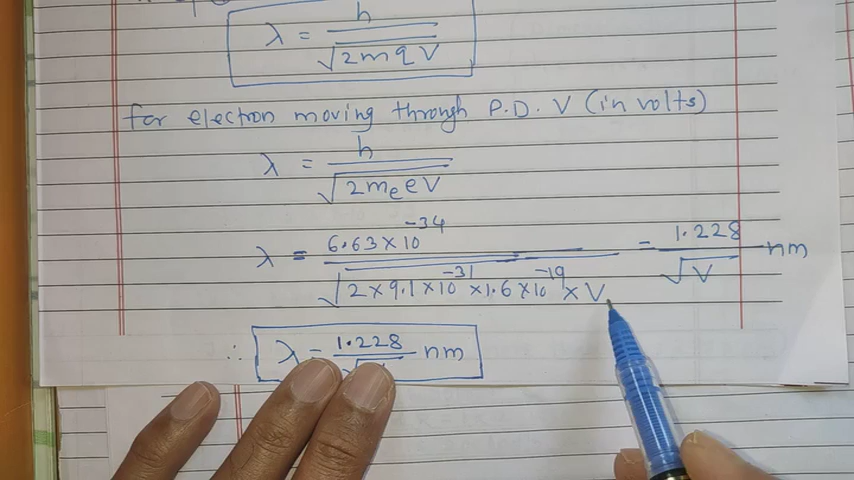 λ = h / √2mqV
For electron moving through P.D. V (in volts)
λ = h / √2mₑeV
λ = 6.63×10⁻³⁴ / √2×9.1×10⁻³¹×1.6×10⁻¹⁹×V = 1.228 / √V nm
∴ λ = 1.228 / √ nm